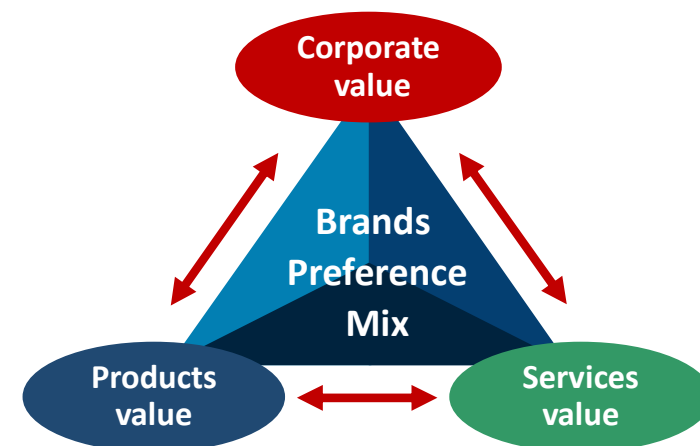 Corporate
value
Brands
Preference
Mix
Products
value
Services
value